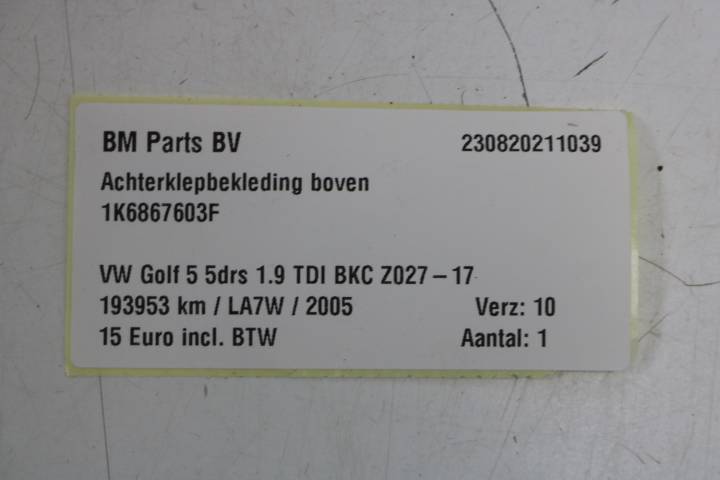 BM Parts BV 230820211039
Achterklepbekleding boven
1K6867603F
VW Golf 5 5drs 1.9 TDI BKC Z027 – 17
193953 km / LA7W / 2005 Verz: 10
15 Euro incl. BTW Aantal: 1